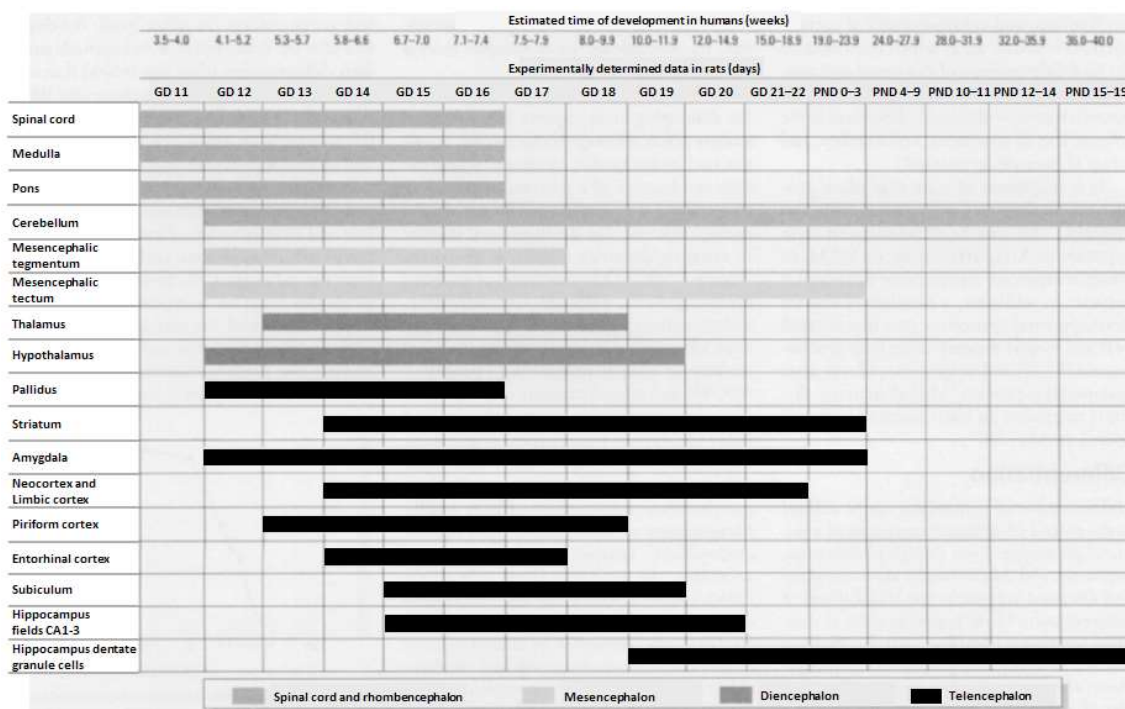 Estimated time of development in humans (weeks)
3.5–4.0 4.1–5.2 5.3–5.7 5.8–6.6 6.7–7.0 7.1–7.4 7.5–7.9 8.0–9.9 10.0–11.9 12.0–14.9 15.0–18.9 19.0–23.9 24.0–27.9 28.0–31.9 32.0–35.9 36.0–40.0
Experimentally determined data in rats (days)
GD 11 GD 12 GD 13 GD 14 GD 15 GD 16 GD 17 GD 18 GD 19 GD 20 GD 21–22 PND 0–3 PND 4–9 PND 10–11 PND 12–14 PND 15–19
Spinal cord
Medulla
Pons
Cerebellum
Mesencephalic
tegmentum
Mesencephalic
tectum
Thalamus
Hypothalamus
Pallidus
Striatum
Amygdala
Neocortex and
Limbic cortex
Piriform cortex
Entorhinal cortex
Subiculum
Hippocampus
fields CA1-3
Hippocampus dentate
granule cells
Spinal cord and rhombencephalon Mesencephalon Diencephalon Telencephalon